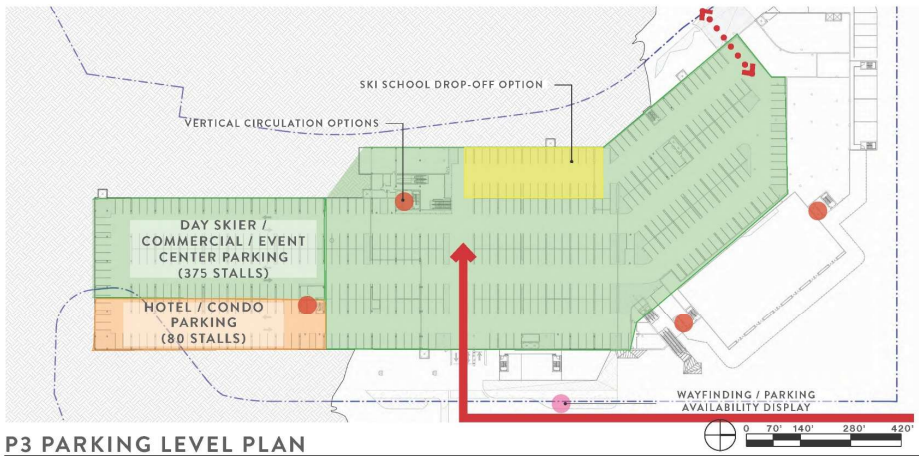 SKI SCHOOL DROP-OFF OPTION
VERTICAL CIRCULATION OPTIONS
DAY SKIER /
COMMERCIAL / EVENT
CENTER PARKING
(375 STALLS)
HOTEL / CONDO
PARKING
(80 STALLS)
WAYFINDING / PARKING
AVAILABILITY DISPLAY
P3 PARKING LEVEL PLAN
0 70' 140' 280' 420'